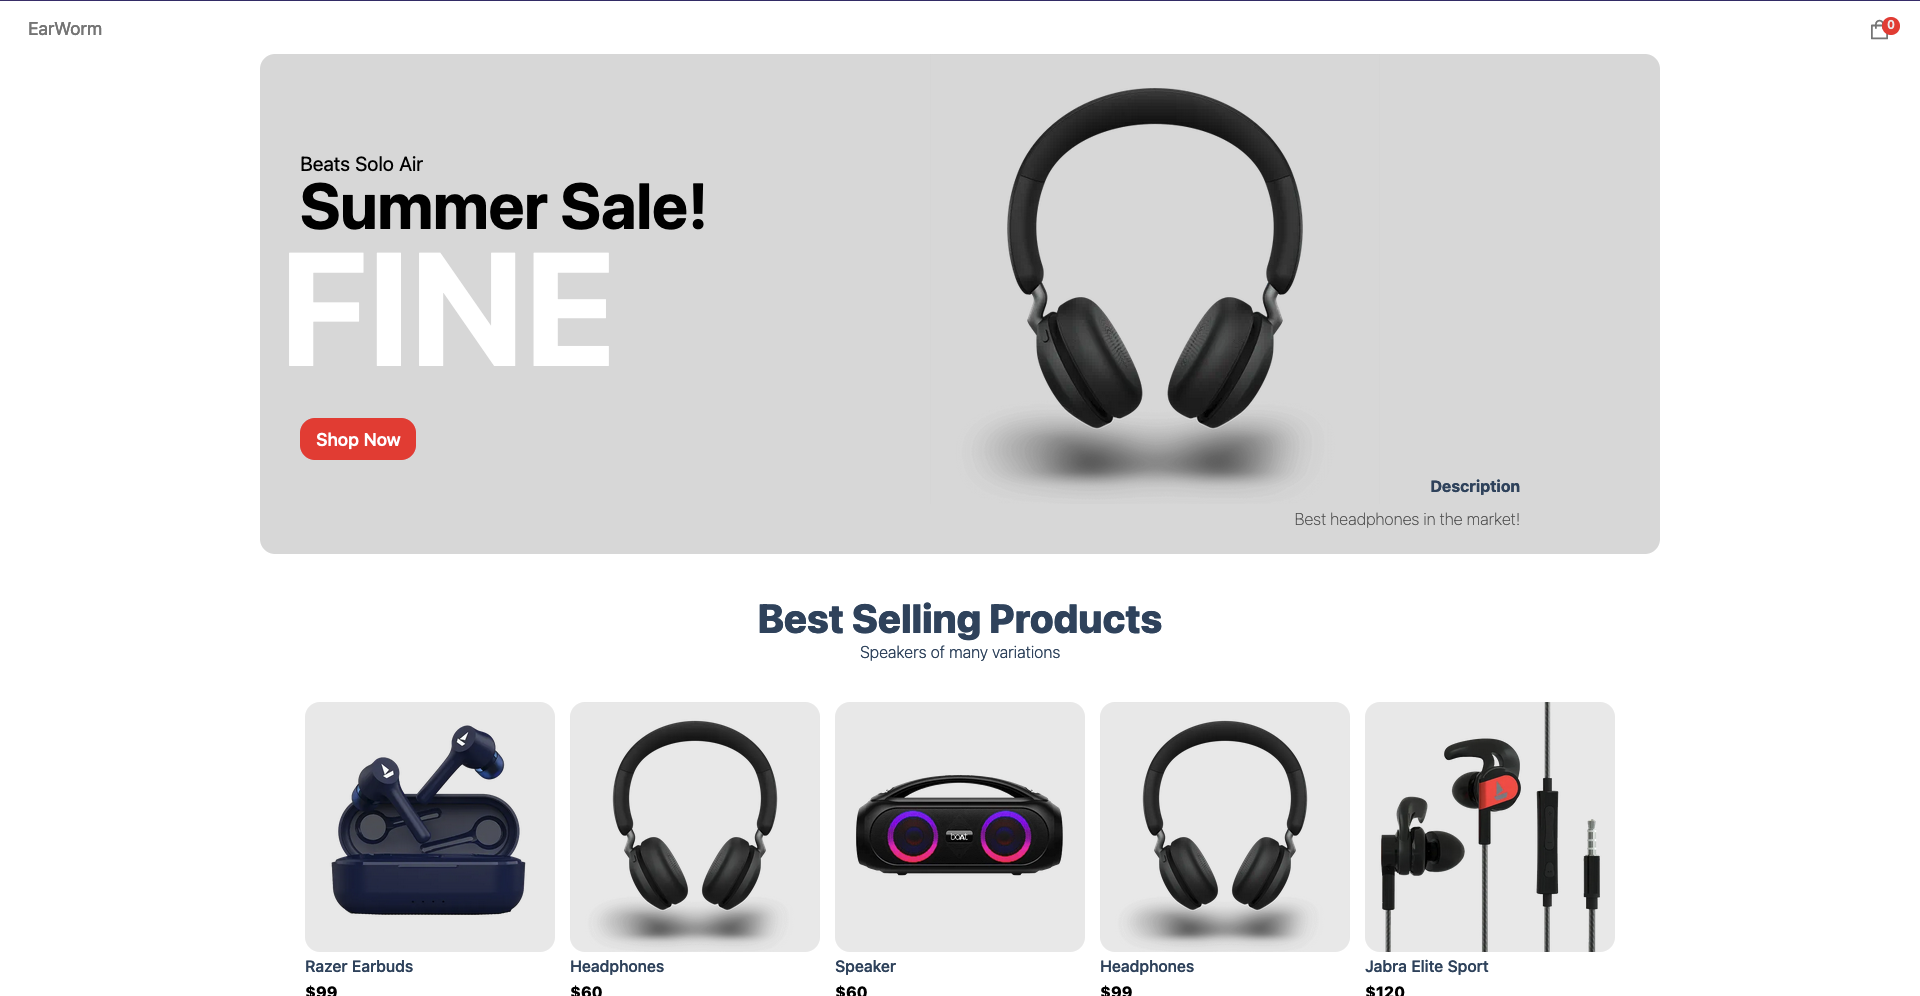 EarWorm
0
Beats Solo Air
Summer Sale!
FINE
Shop Now
Description
Best headphones in the market!
Best Selling Products
Speakers of many variations
Razer Earbuds
Headphones
Speaker
Headphones
Jabra Elite Sport
$99
$60
$60
$99
$120